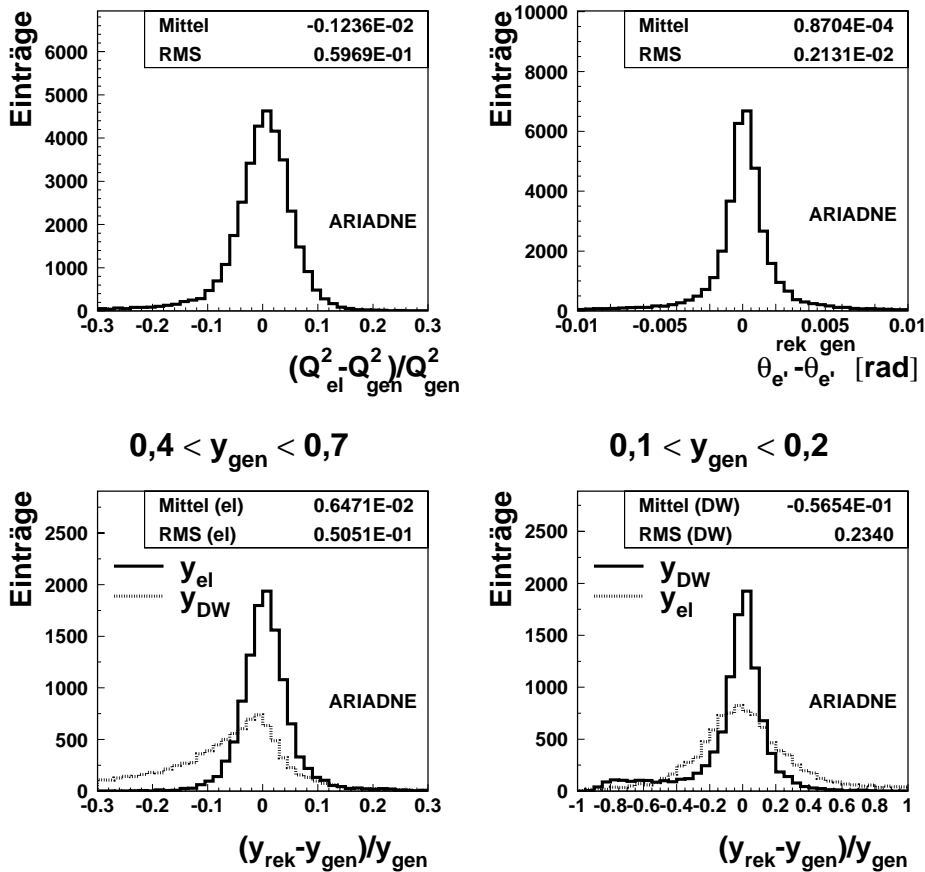 Einträge
Mittel -0.1236E-02
RMS 0.5969E-01
6000
5000
4000
3000
2000
1000
0
ARIADNE
-0.3 -0.2 -0.1 0 0.1 0.2 0.3
(Q²el-Q²gen)/Q²gen
Einträge
Mittel 0.8704E-04
RMS 0.2131E-02
10000
8000
6000
4000
2000
0
ARIADNE
-0.01 -0.005 0 0.005 0.01
θe'rek-θe'gen [rad]
0,4 < ygen < 0,7
Einträge
Mittel (el) 0.6471E-02
RMS (el) 0.5051E-01
2500
2000
1500
1000
500
0
yel
yDW
ARIADNE
-0.3 -0.2 -0.1 0 0.1 0.2 0.3
(yrek-ygen)/ygen
0,1 < ygen < 0,2
Einträge
Mittel (DW) -0.5654E-01
RMS (DW) 0.2340
2500
2000
1500
1000
500
0
yDW
yel
ARIADNE
-1 -0.8 -0.6 -0.4 -0.2 0 0.2 0.4 0.6 0.8 1
(yrek-ygen)/ygen